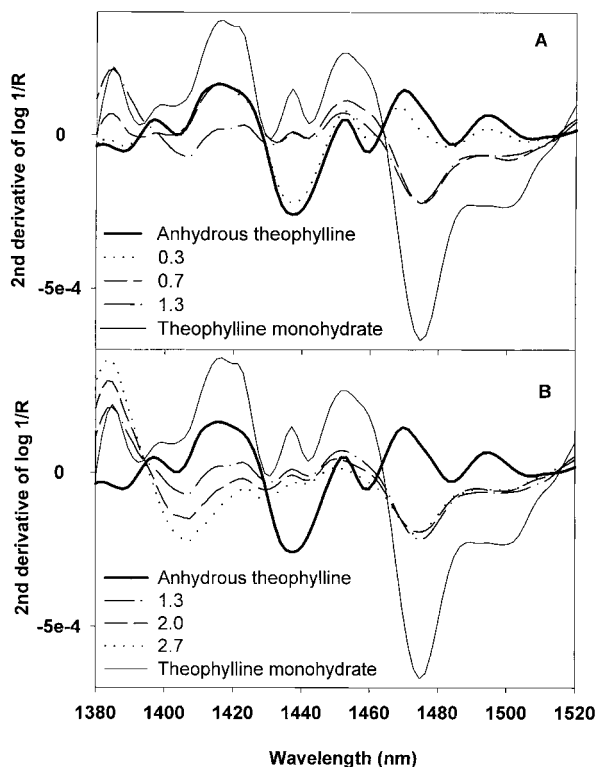 A
2nd derivative of log 1/R
0
-5e-4
Anhydrous theophylline
0.3
0.7
1.3
Theophylline monohydrate
B
2nd derivative of log 1/R
0
-5e-4
Anhydrous theophylline
1.3
2.0
2.7
Theophylline monohydrate
1380 1400 1420 1440 1460 1480 1500 1520
Wavelength (nm)